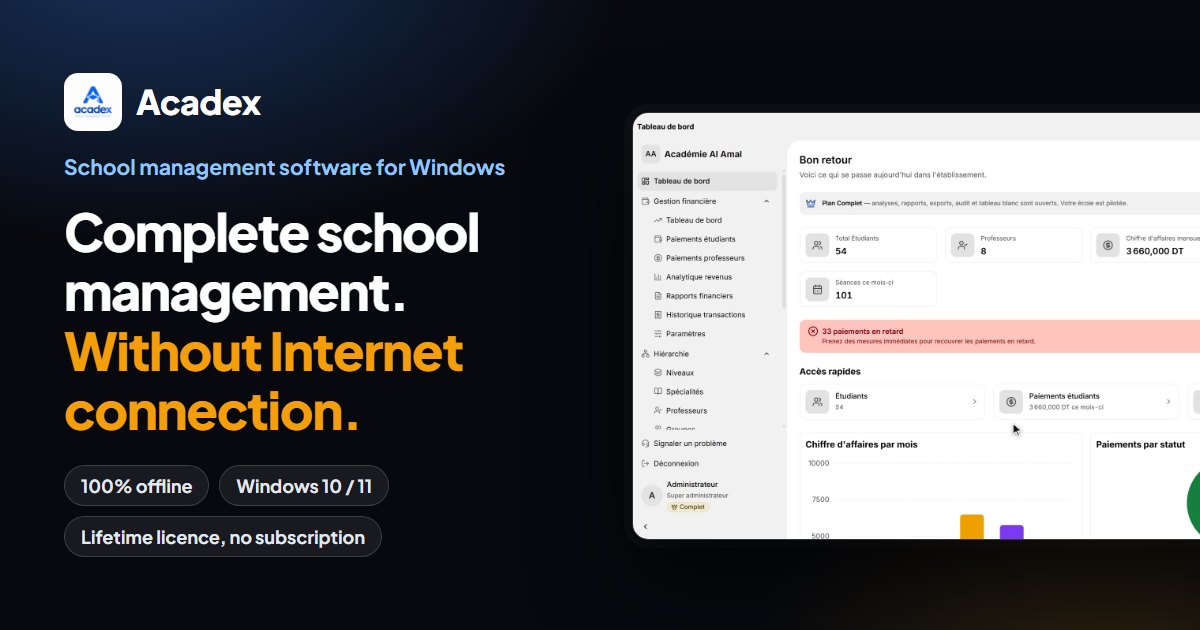 acadex
Acadex
School management software for Windows
Complete school
management.
Without Internet
connection.
100% offline
Windows 10 / 11
Lifetime licence, no subscription
Tableau de bord
AA Académie Al Amal
Tableau de bord
Gestion financière
Tableau de bord
Paiements étudiants
Paiements professeurs
Analytique revenus
Rapports financiers
Historique transactions
Paramètres
Hiérarchie
Niveaux
Spécialités
Professeurs
Signaler un problème
Déconnexion
A
Administrateur
Super administrateur
Complet
Bon retour
Voici ce qui se passe aujourd'hui dans l'établissement.
Plan Complet — analyses, rapports, exports, audit et tableau blanc sont ouverts. Votre école est pilotée.
Total Étudiants
54
Professeurs
8
Chiffre d'affaires mensue
3 660,000 DT
Séances ce mois-ci
101
33 paiements en retard
Prenez des mesures immédiates pour recouvrer les paiements en retard.
Accès rapides
Étudiants
54
Paiements étudiants
3 660,000 DT ce mois-ci
Chiffre d'affaires par mois
10000
7500
5000
Paiements par statut